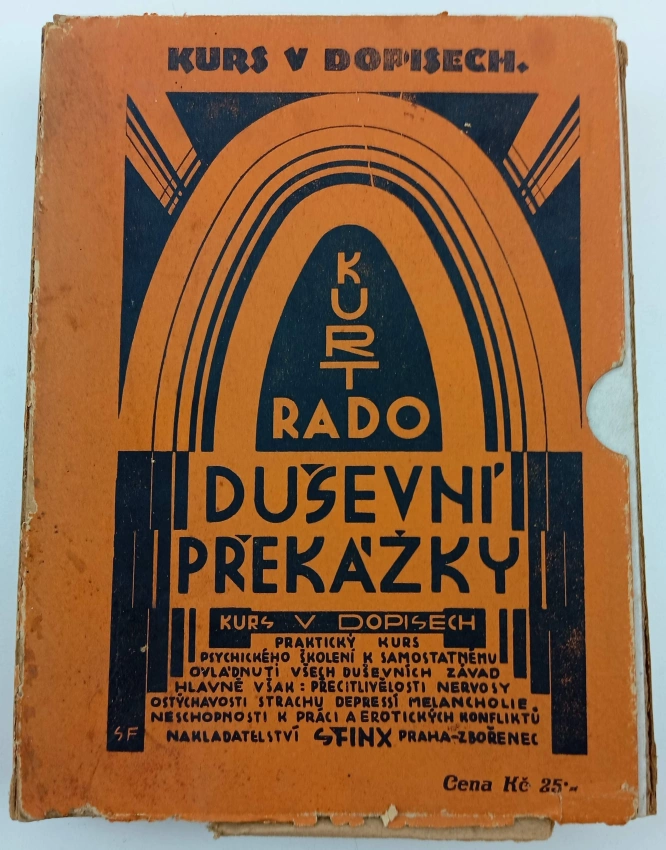 KURS V DOPISECH.
KURT
RADO
DUŠEVNÍ
PŘEKÁŽKY
KURS V DOPISECH
PRAKTICKÝ KURS
PSYCHICKÉHO ŠKOLENÍ K SAMOSTATNÉMU
OVLÁDNUTÍ VŠECH DUŠEVNÍCH ZÁVAD
HLAVNĚ VŠAK: PŘECITLIVĚLOSTI NERVOSY
OSTÝCHAVOSTI STRACHU DEPRESSÍ MELANCHOLIE.
NESCHOPNOSTI K PRÁCI A EROTICKÝCH KONFLIKTŮ
SF NAKLADATELSTVÍ SFINX PRAHA-ZBOŘENEC
Cena Kč 25·-